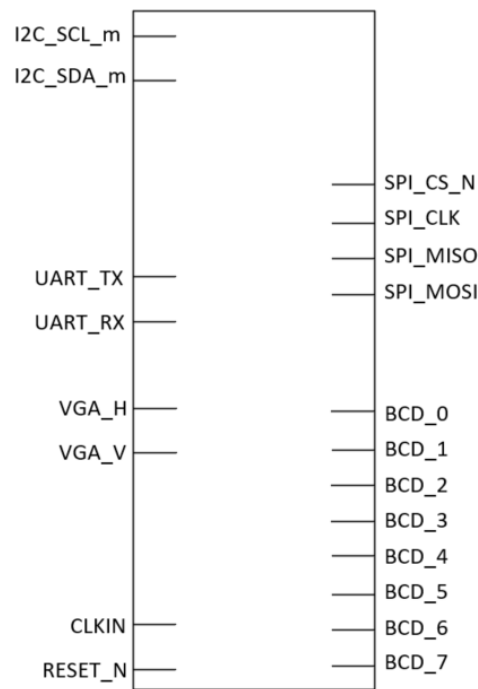 I2C_SCL_m
I2C_SDA_m
UART_TX
UART_RX
VGA_H
VGA_V
CLKIN
RESET_N
SPI_CS_N
SPI_CLK
SPI_MISO
SPI_MOSI
BCD_0
BCD_1
BCD_2
BCD_3
BCD_4
BCD_5
BCD_6
BCD_7